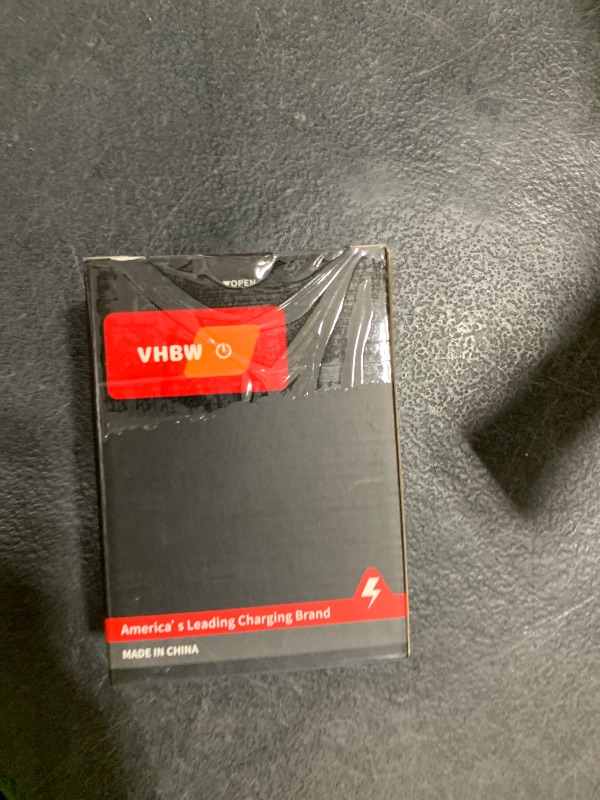 ▼OPEN
VHBW
America's Leading Charging Brand
MADE IN CHINA